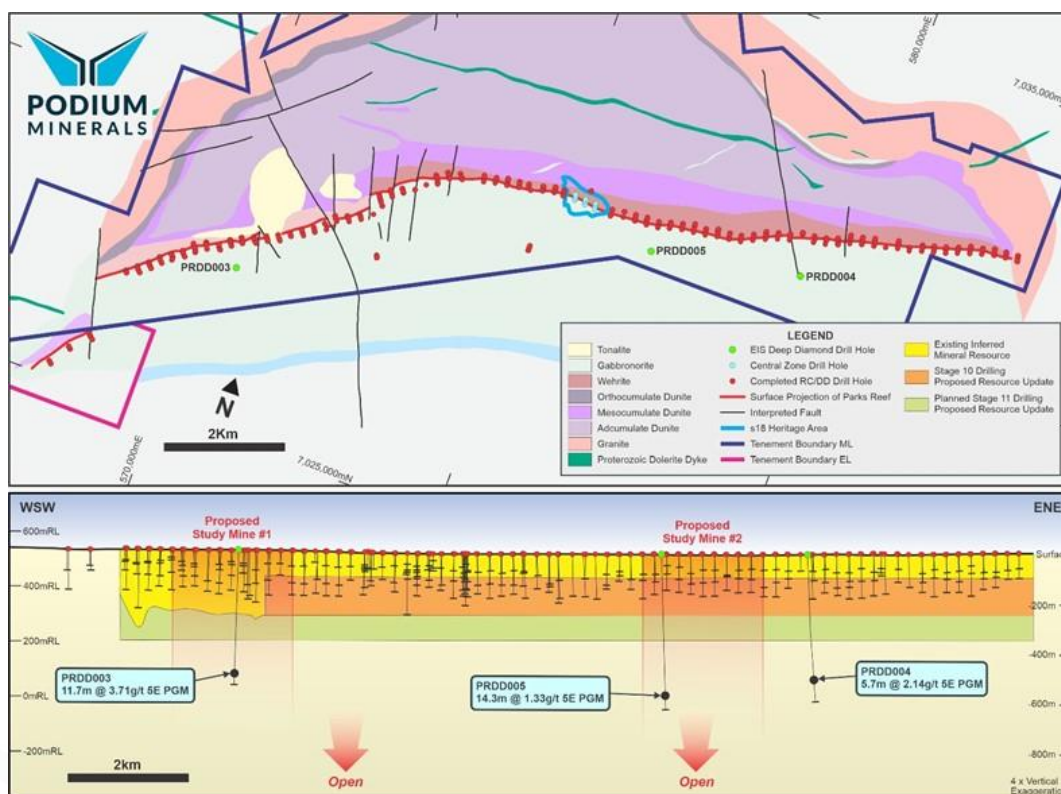 PODIUM
MINERALS
580,000mE
7,035,000m
PRDD003
PRDD005
PRDD004
N
2Km
570,000mE
7,025,000mN
LEGEND
Tonalite
Gabbronorite
Wehrite
Orthocumulate Dunite
Mesocumulate Dunite
Adcumulate Dunite
Granite
Proterozoic Dolerite Dyke
EIS Deep Diamond Drill Hole
Central Zone Drill Hole
Completed RC/DD Drill Hole
Surface Projection of Parks Reef
Interpreted Fault
s18 Heritage Area
Tenement Boundary ML
Tenement Boundary EL
Existing Inferred
Mineral Resource
Stage 10 Drilling
Proposed Resource Update
Planned Stage 11 Drilling
Proposed Resource Update
WSW
ENE
Proposed
Study Mine #1
Proposed
Study Mine #2
600mRL
400mRL
200mRL
0mRL
-200mRL
Surfac
-200m
-400m
-600m
-800m
PRDD003
11.7m @ 3.71g/t 5E PGM
PRDD005
14.3m @ 1.33g/t 5E PGM
PRDD004
5.7m @ 2.14g/t 5E PGM
2km
Open
Open
4 x Vertical
Exaggeratio